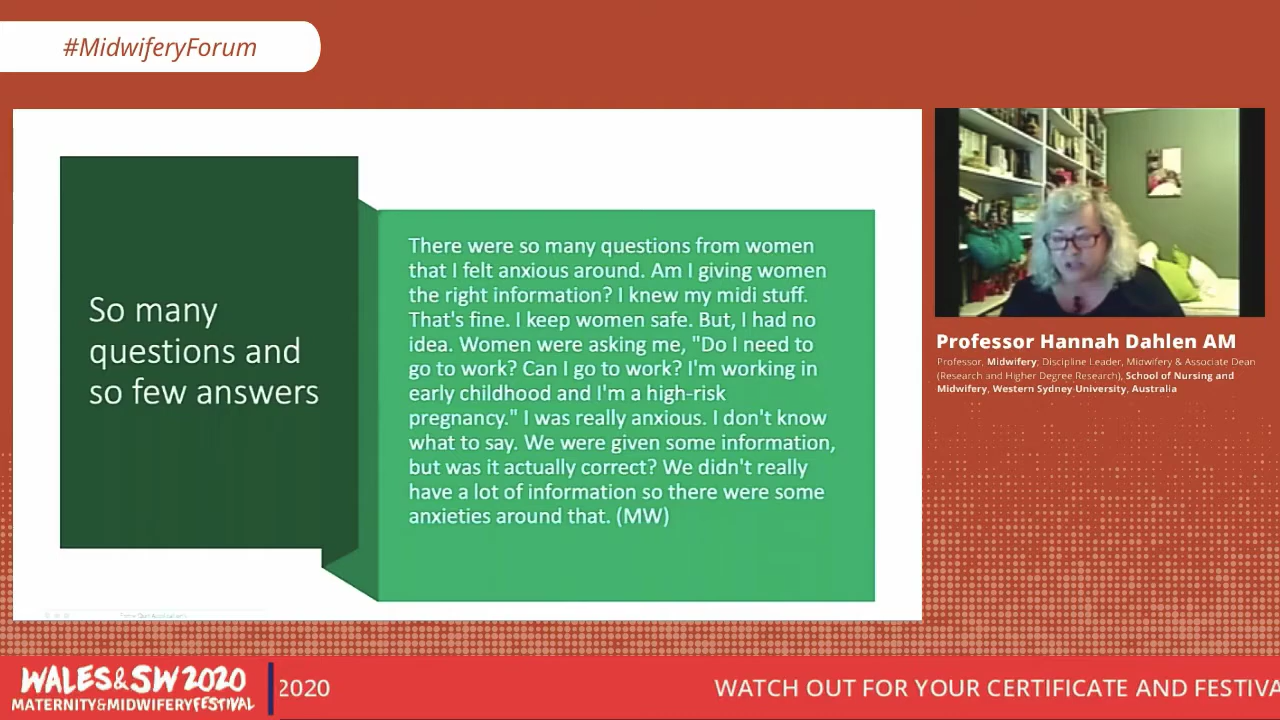 #MidwiferyForum
So many
questions and
so few answers
There were so many questions from women
that I felt anxious around. Am I giving women
the right information? I knew my midi stuff.
That's fine. I keep women safe. But, I had no
idea. Women were asking me, "Do I need to
go to work? Can I go to work? I'm working in
early childhood and I'm a high-risk
pregnancy." I was really anxious. I don't know
what to say. We were given some information,
but was it actually correct? We didn't really
have a lot of information so there were some
anxieties around that. (MW)
Professor Hannah Dahlen AM
Professor, Midwifery; Discipline Leader, Midwifery & Associate Dean
(Research and Higher Degree Research), School of Nursing and
Midwifery, Western Sydney University, Australia
WALES&SW2020
MATERNITY&MIDWIFERYFESTIVAL
2020
WATCH OUT FOR YOUR CERTIFICATE AND FESTIVA